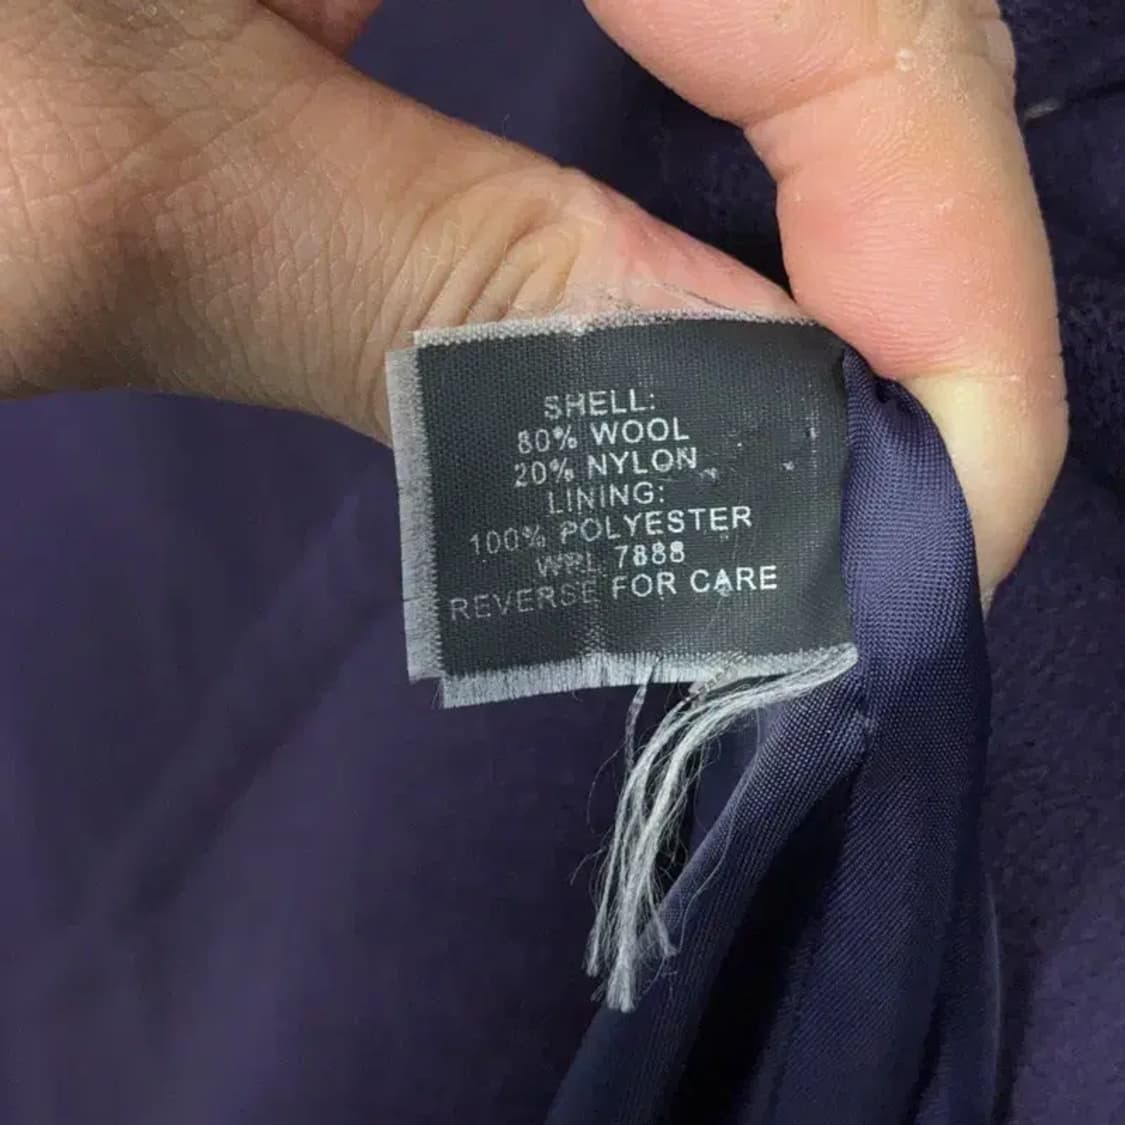 SHELL:
80% WOOL
20% NYLON
LINING:
100% POLYESTER
WPL 7888
REVERSE FOR CARE